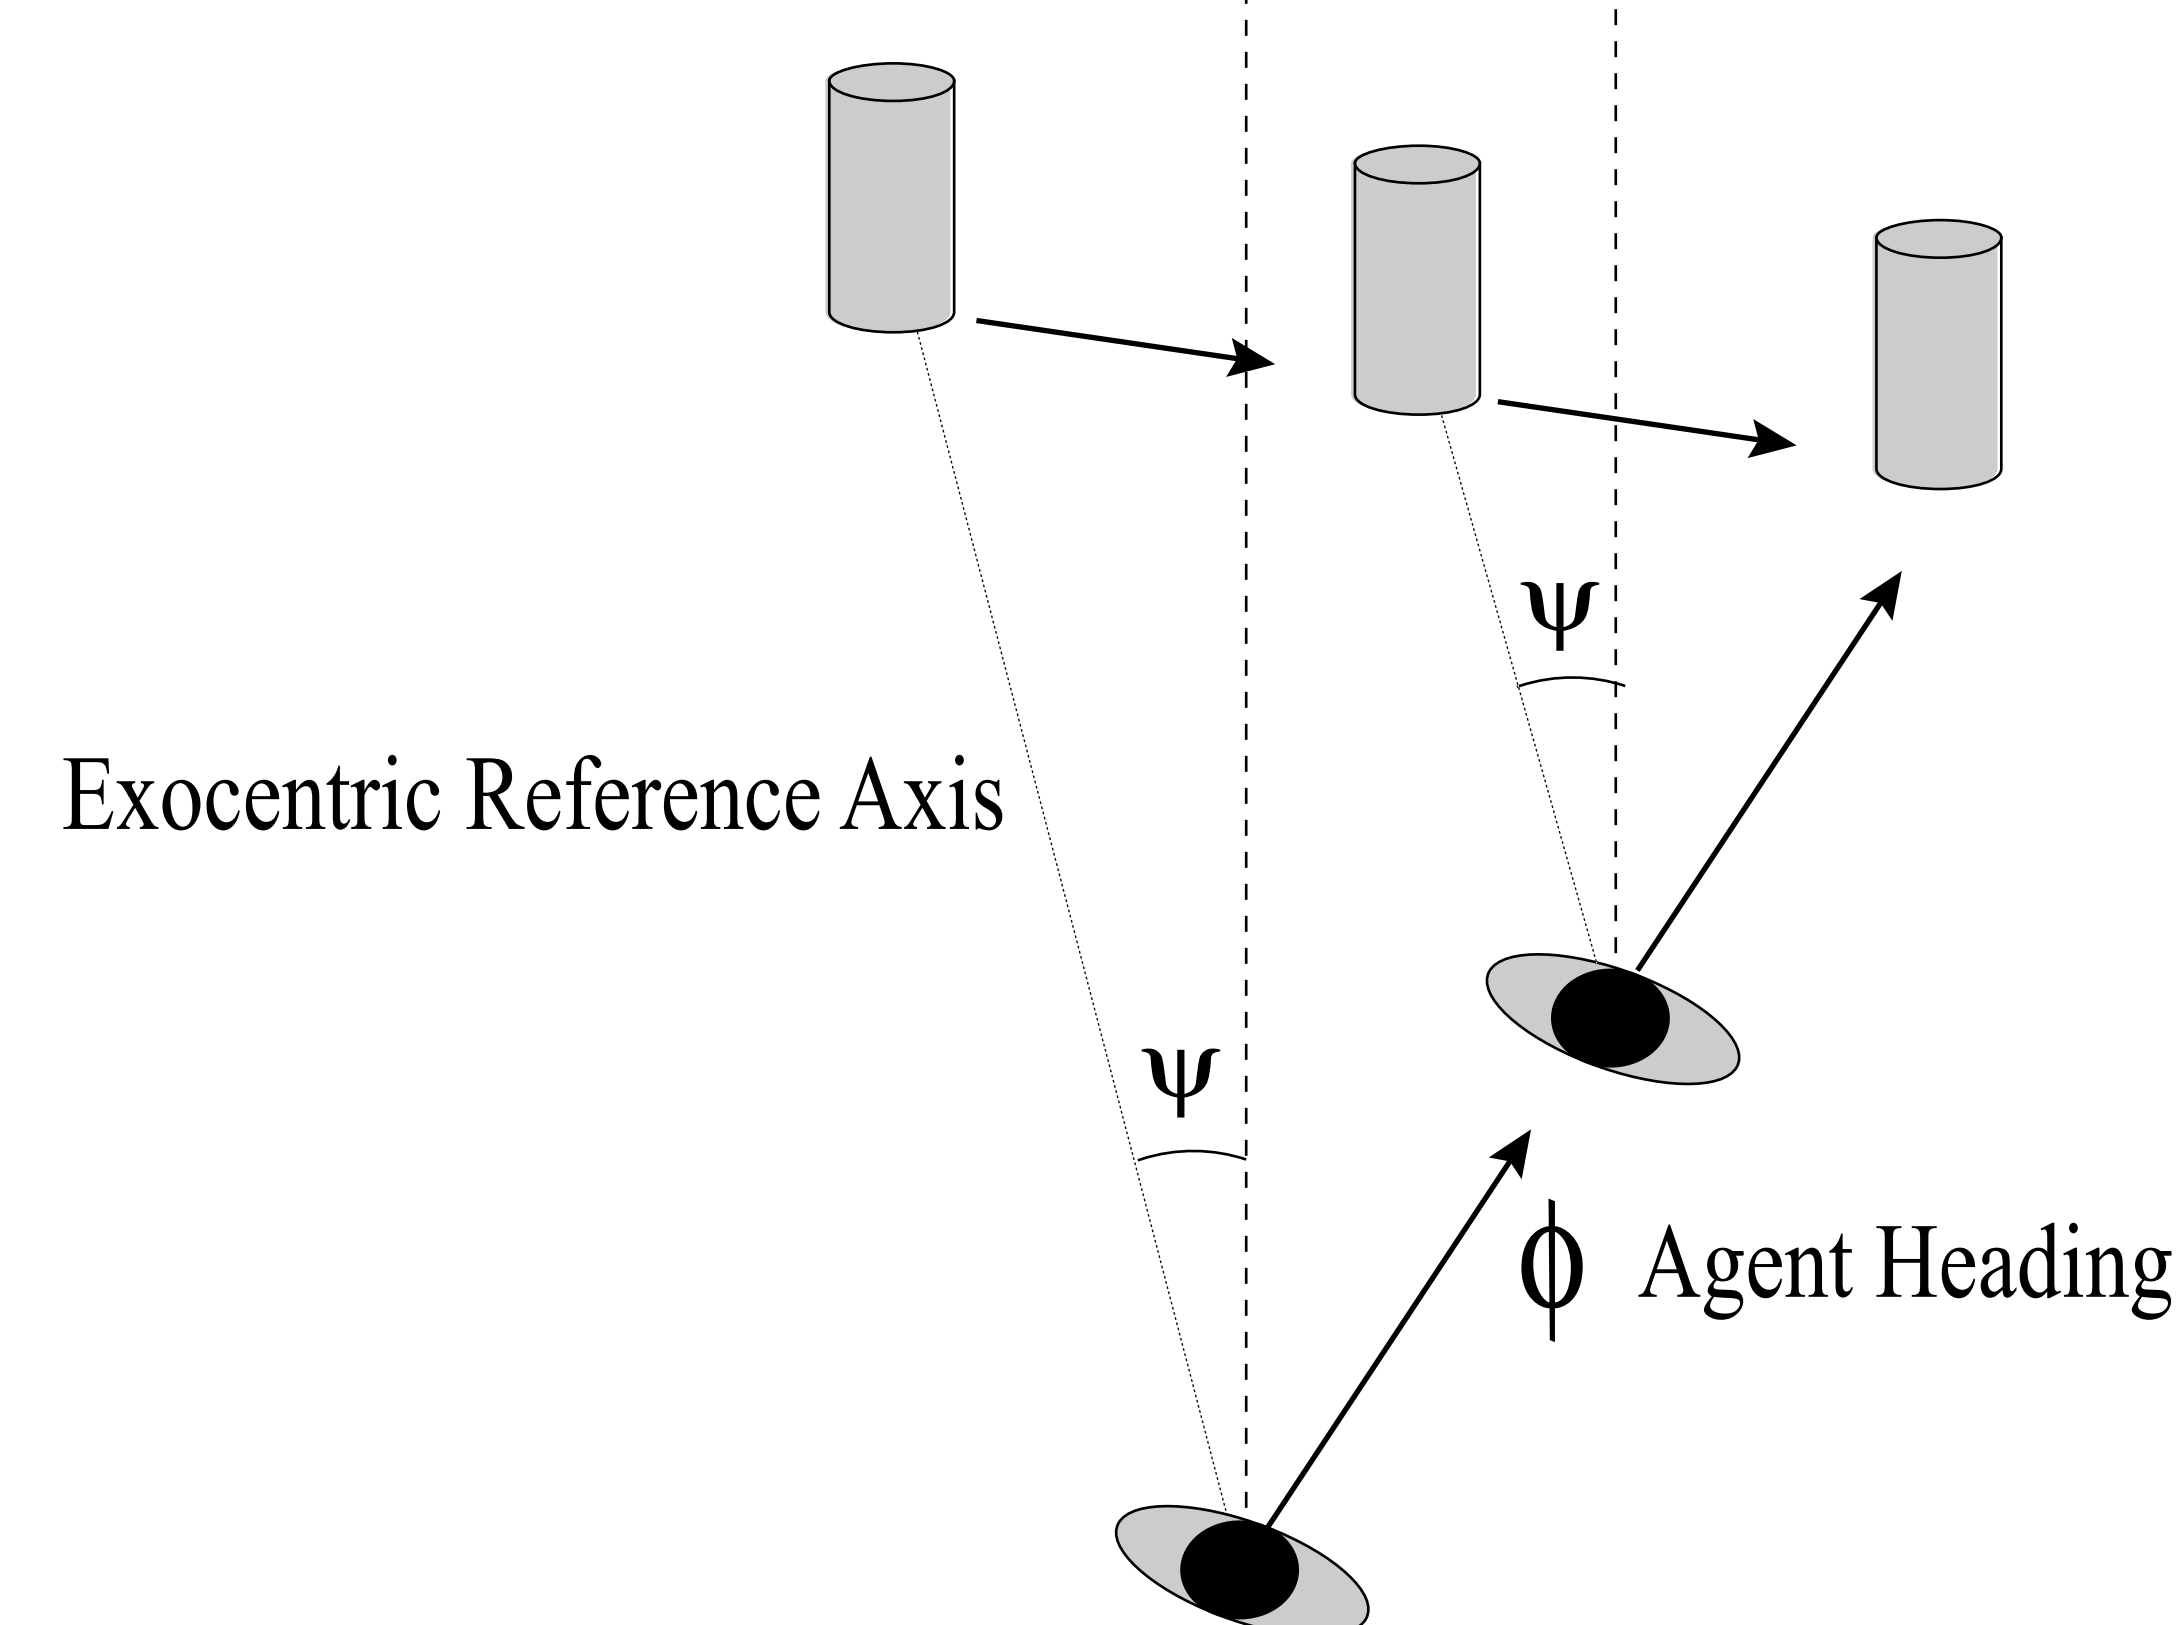 ψ
Exocentric Reference Axis
ψ
ϕ Agent Heading